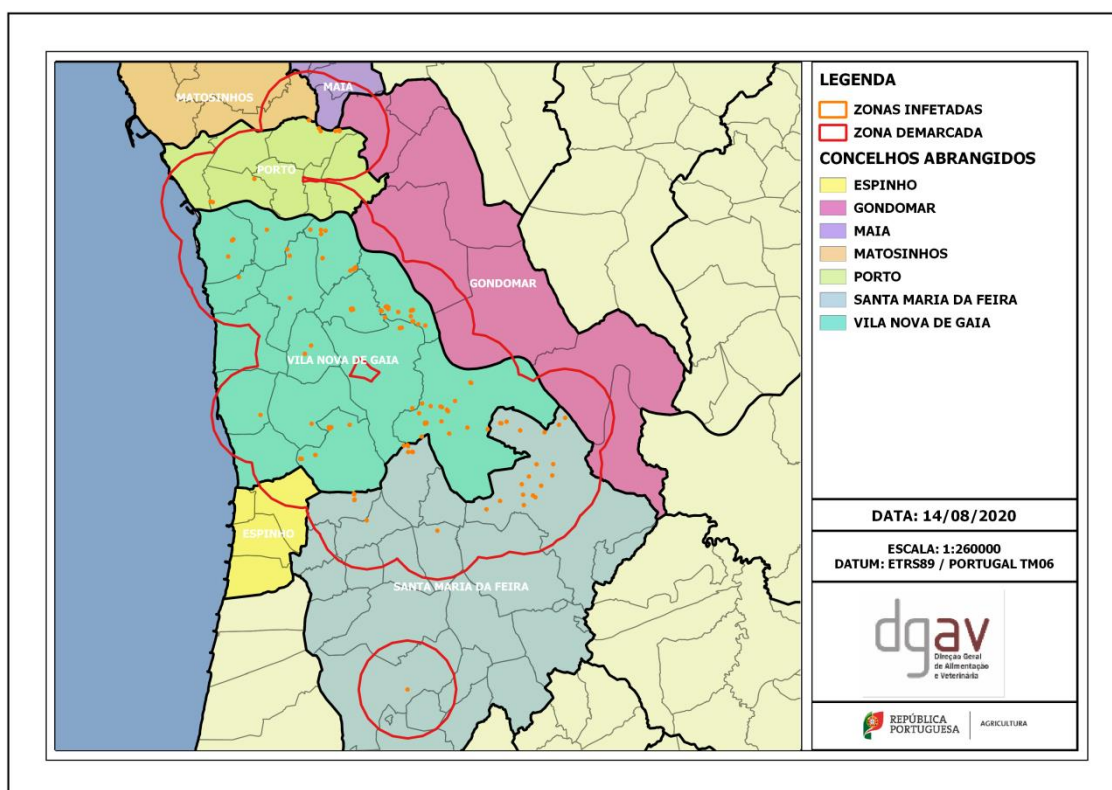 MATOSINHOS
MAIA
PORTO
GONDOMAR
VILA NOVA DE GAIA
ESPINHO
SANTA MARIA DA FEIRA
LEGENDA
ZONAS INFETADAS
ZONA DEMARCADA
CONCELHOS ABRANGIDOS
ESPINHO
GONDOMAR
MAIA
MATOSINHOS
PORTO
SANTA MARIA DA FEIRA
VILA NOVA DE GAIA
DATA: 14/08/2020
ESCALA: 1:260000
DATUM: ETRS89 / PORTUGAL TM06
dgav
Direção Geral
de Alimentação
e Veterinária
REPÚBLICA
PORTUGUESA
AGRICULTURA